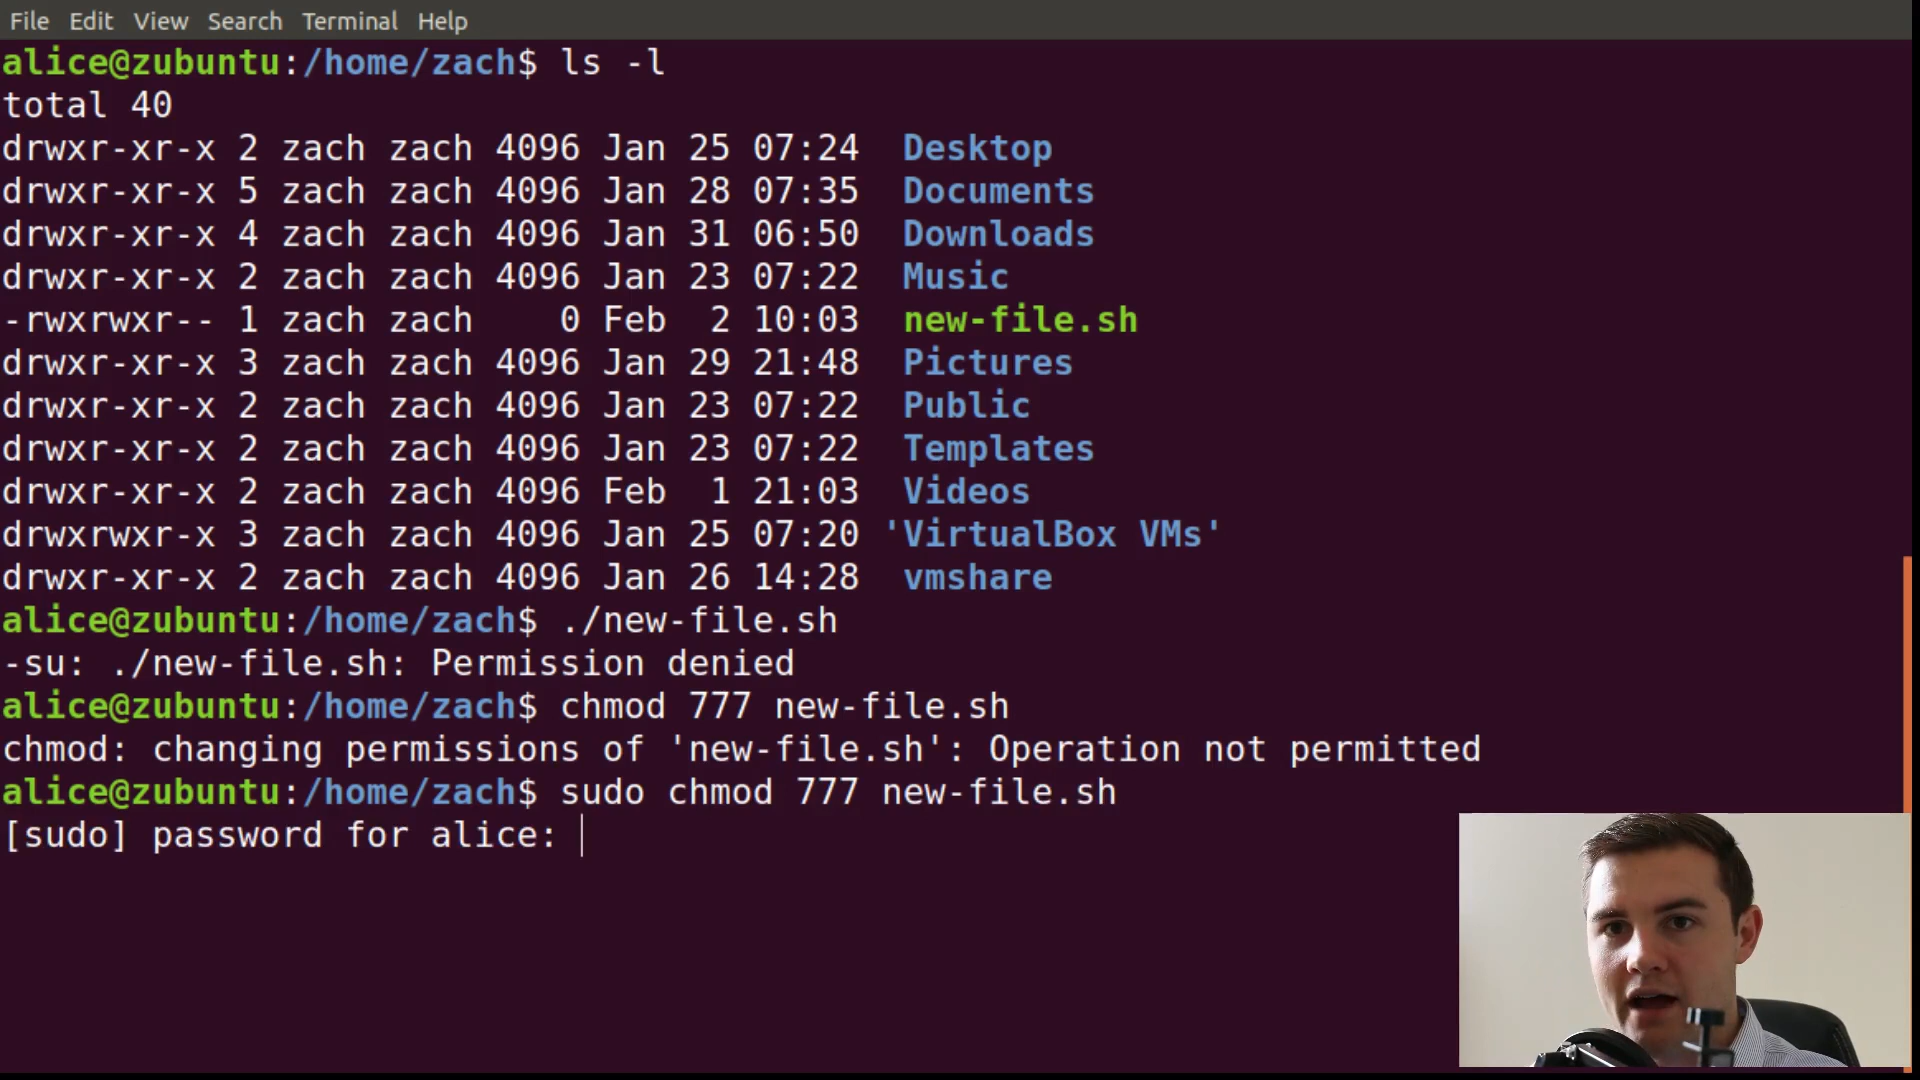 File Edit View Search Terminal Help
alice@zubuntu:/home/zach$ ls -l
total 40
drwxr-xr-x 2 zach zach 4096 Jan 25 07:24  Desktop
drwxr-xr-x 5 zach zach 4096 Jan 28 07:35  Documents
drwxr-xr-x 4 zach zach 4096 Jan 31 06:50  Downloads
drwxr-xr-x 2 zach zach 4096 Jan 23 07:22  Music
-rwxrwxr-- 1 zach zach    0 Feb  2 10:03  new-file.sh
drwxr-xr-x 3 zach zach 4096 Jan 29 21:48  Pictures
drwxr-xr-x 2 zach zach 4096 Jan 23 07:22  Public
drwxr-xr-x 2 zach zach 4096 Jan 23 07:22  Templates
drwxr-xr-x 2 zach zach 4096 Feb  1 21:03  Videos
drwxrwxr-x 3 zach zach 4096 Jan 25 07:20 'VirtualBox VMs'
drwxr-xr-x 2 zach zach 4096 Jan 26 14:28  vmshare
alice@zubuntu:/home/zach$ ./new-file.sh
-su: ./new-file.sh: Permission denied
alice@zubuntu:/home/zach$ chmod 777 new-file.sh
chmod: changing permissions of 'new-file.sh': Operation not permitted
alice@zubuntu:/home/zach$ sudo chmod 777 new-file.sh
[sudo] password for alice: